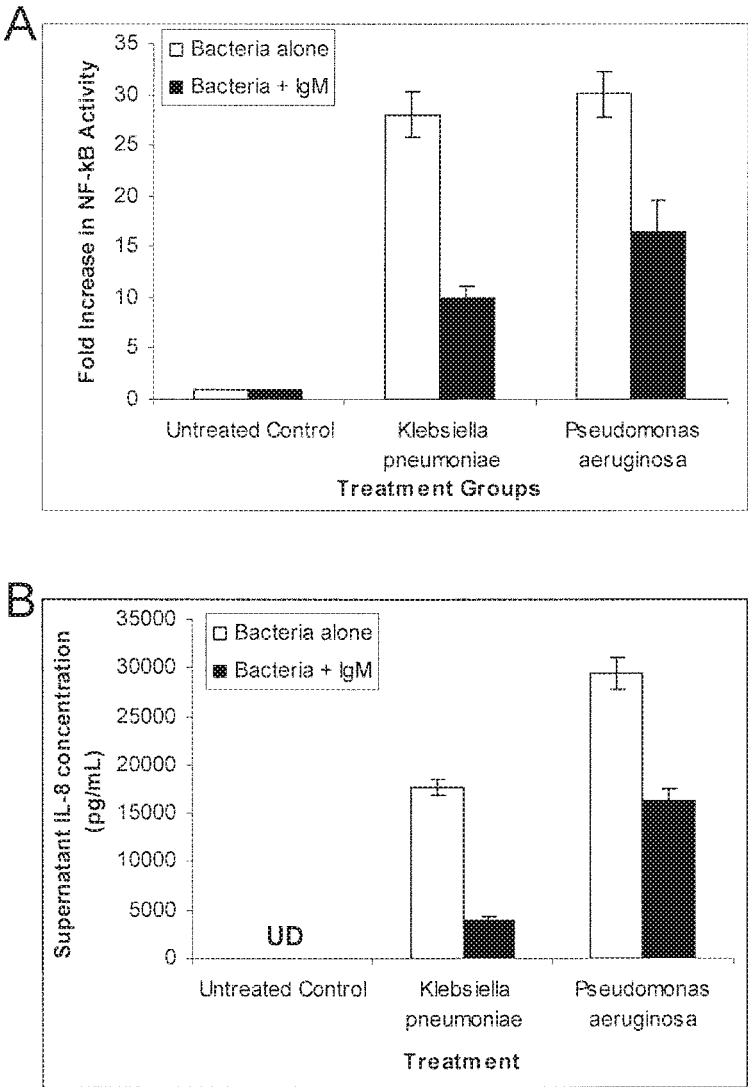 A
Fold Increase in NF-kB Activity
35
30
25
20
15
10
5
0
Bacteria alone
Bacteria + IgM
Untreated Control
Klebsiella
pneumoniae
Pseudomonas
aeruginosa
Treatment Groups
B
Supernatant IL-8 concentration
(pg/mL)
35000
30000
25000
20000
15000
10000
5000
0
Bacteria alone
Bacteria + IgM
UD
Untreated Control
Klebsiella
pneumoniae
Pseudomonas
aeruginosa
Treatment